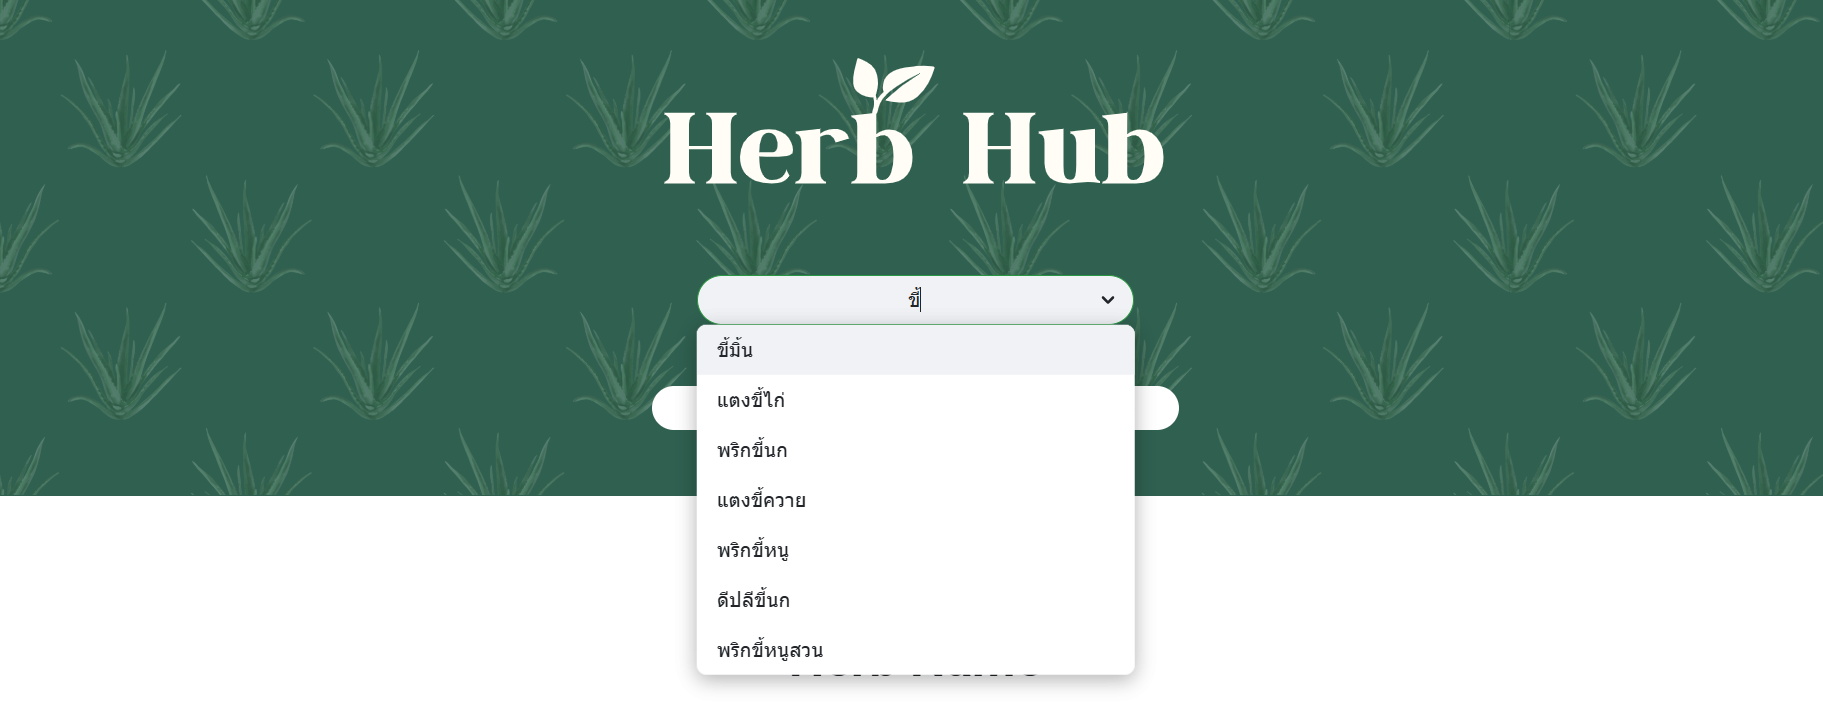 Herb Hub
ขี้
ขี้มิ้น
แตงขี้ไก่
พริกขี้นก
แตงขี้ควาย
พริกขี้หนู
ดีปลีขี้นก
พริกขี้หนูสวน